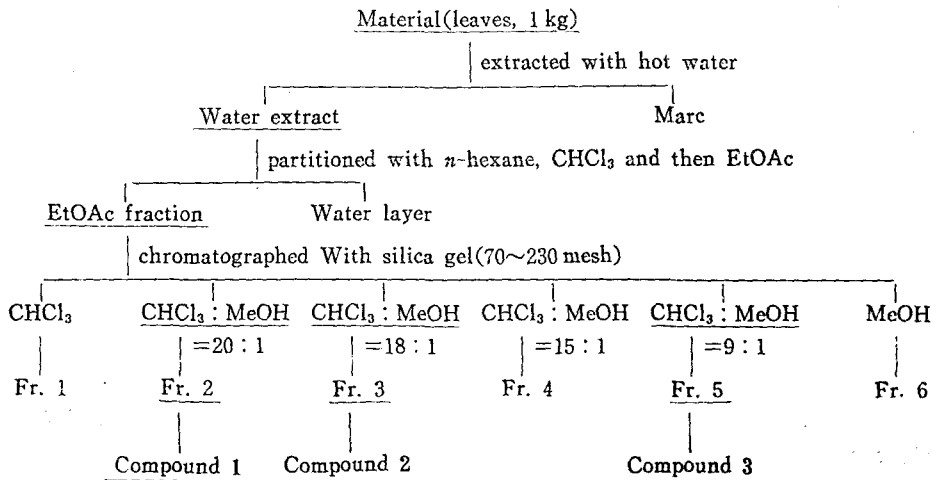 Material(leaves, 1 kg)
extracted with hot water
Water extract Marc
partitioned with n-hexane, CHCl₃ and then EtOAc
EtOAc fraction Water layer
chromatographed With silica gel(70~230 mesh)
CHCl₃ CHCl₃ : MeOH CHCl₃ : MeOH CHCl₃ : MeOH CHCl₃ : MeOH MeOH
=20 : 1 =18 : 1 =15 : 1 =9 : 1
Fr. 1 Fr. 2 Fr. 3 Fr. 4 Fr. 5 Fr. 6
Compound 1 Compound 2 Compound 3